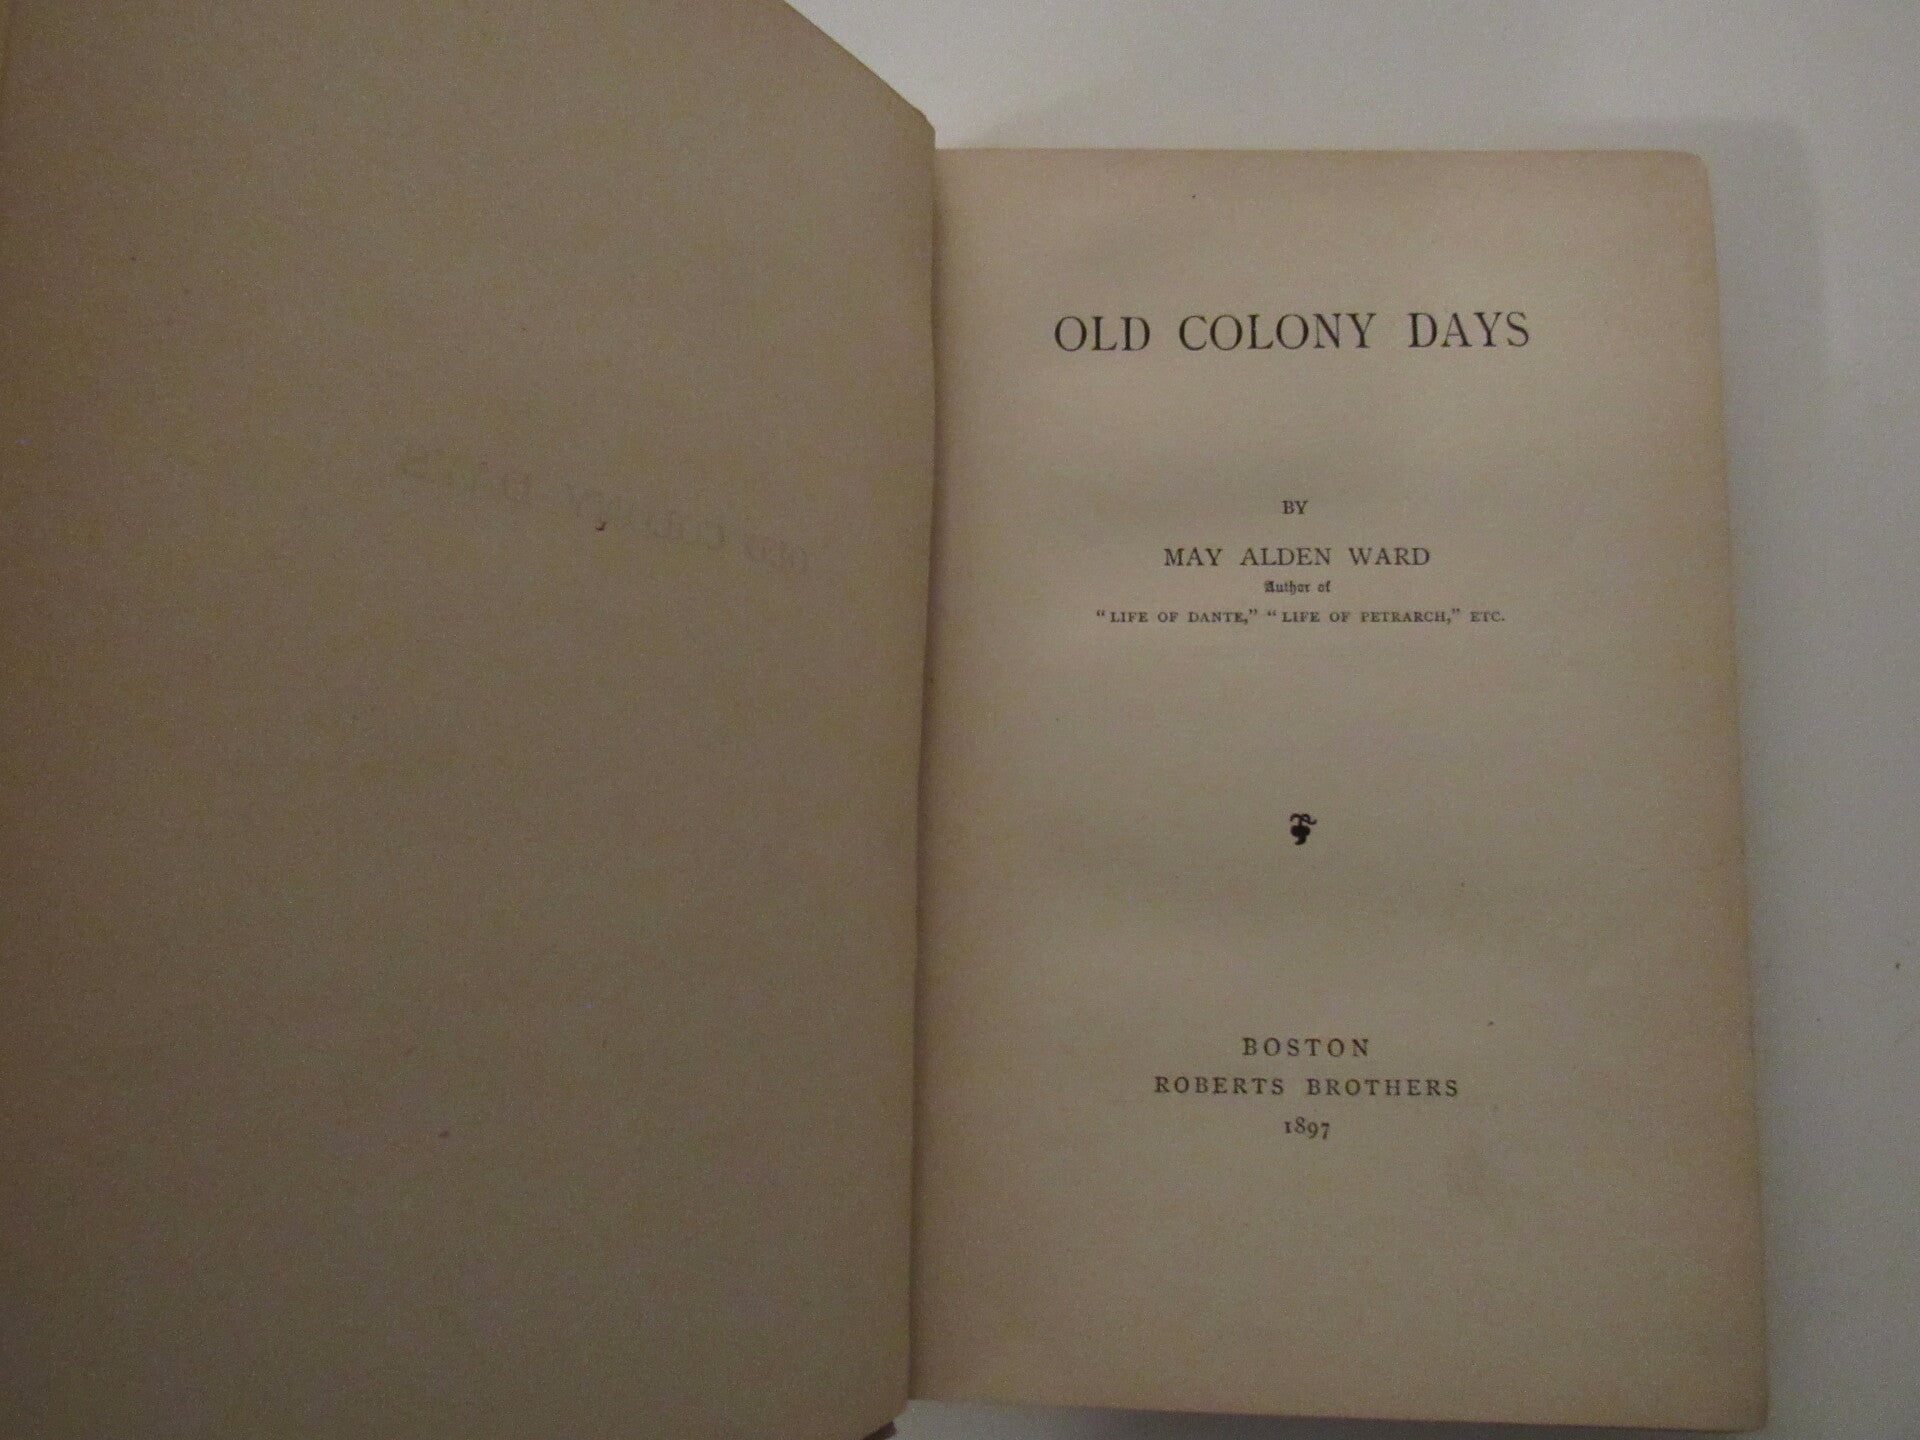 OLD COLONY DAYS
BY
MAY ALDEN WARD
Author of
"LIFE OF DANTE," "LIFE OF PETRARCH," ETC.
BOSTON
ROBERTS BROTHERS
1897